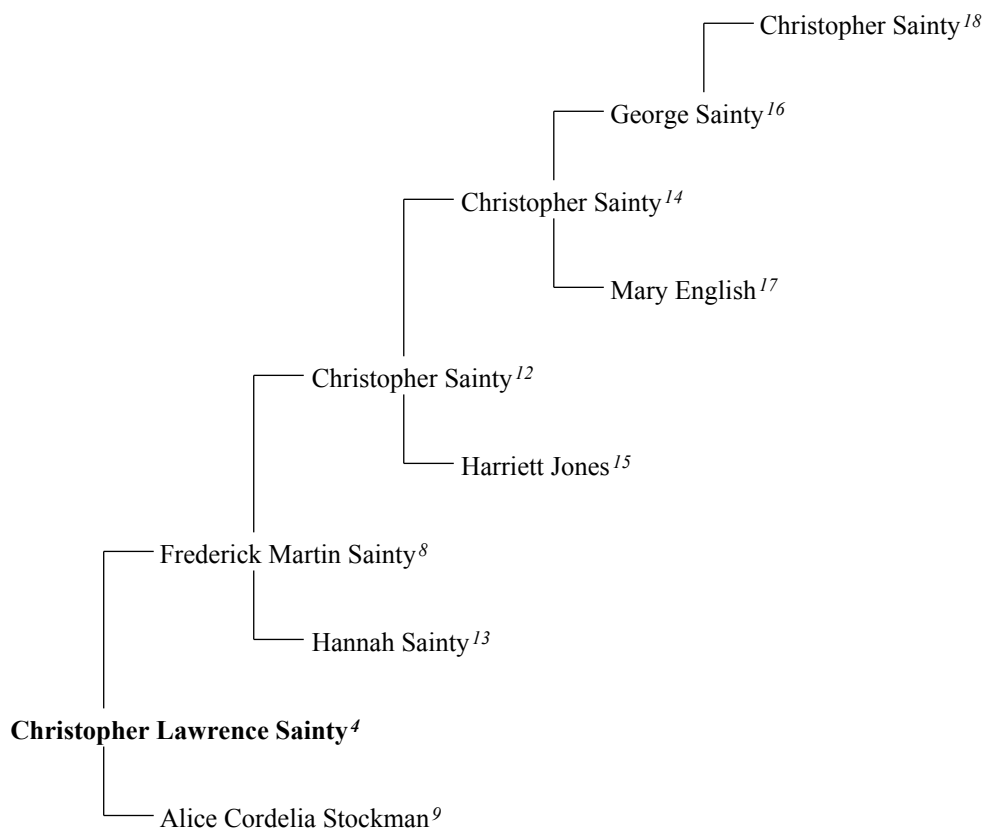 Christopher Sainty18
George Sainty16
Christopher Sainty14
Mary English17
Christopher Sainty12
Harriett Jones15
Frederick Martin Sainty8
Hannah Sainty13
Christopher Lawrence Sainty4
Alice Cordelia Stockman9